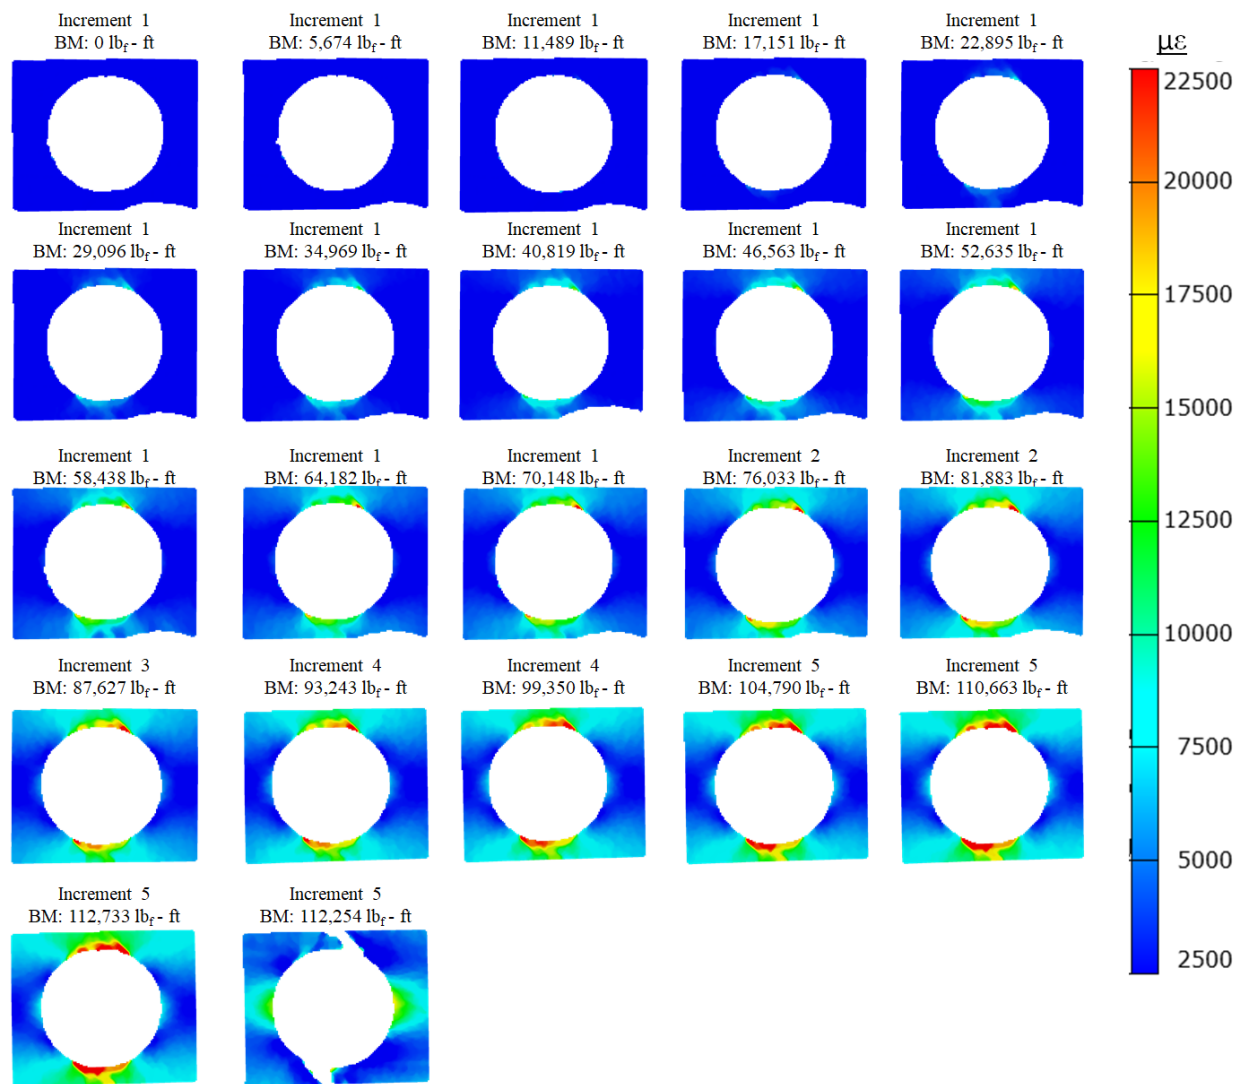 Increment 1
BM: 0 lbf - ft
Increment 1
BM: 5,674 lbf - ft
Increment 1
BM: 11,489 lbf - ft
Increment 1
BM: 17,151 lbf - ft
Increment 1
BM: 22,895 lbf - ft
Increment 1
BM: 29,096 lbf - ft
Increment 1
BM: 34,969 lbf - ft
Increment 1
BM: 40,819 lbf - ft
Increment 1
BM: 46,563 lbf - ft
Increment 1
BM: 52,635 lbf - ft
Increment 1
BM: 58,438 lbf - ft
Increment 1
BM: 64,182 lbf - ft
Increment 1
BM: 70,148 lbf - ft
Increment 2
BM: 76,033 lbf - ft
Increment 2
BM: 81,883 lbf - ft
Increment 3
BM: 87,627 lbf - ft
Increment 4
BM: 93,243 lbf - ft
Increment 4
BM: 99,350 lbf - ft
Increment 5
BM: 104,790 lbf - ft
Increment 5
BM: 110,663 lbf - ft
Increment 5
BM: 112,733 lbf - ft
Increment 5
BM: 112,254 lbf - ft
με
22500
20000
17500
15000
12500
10000
7500
5000
2500